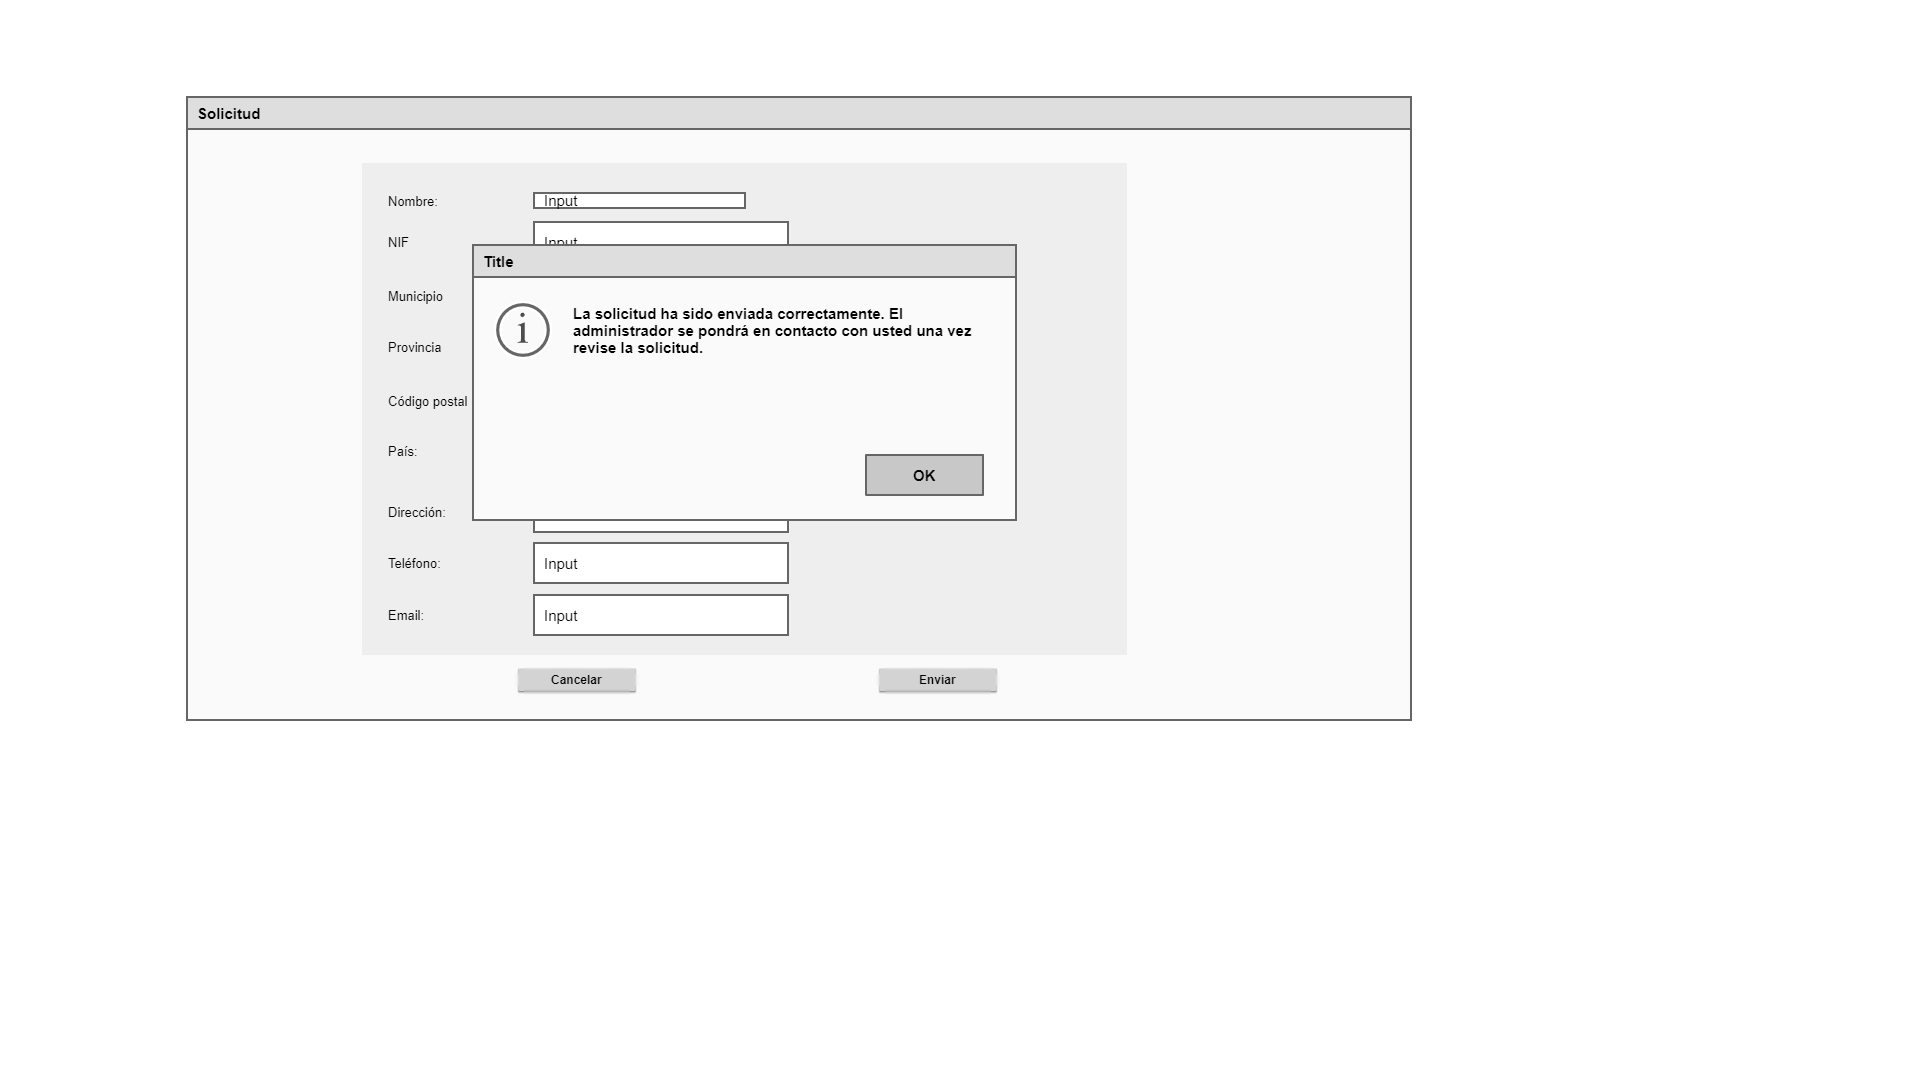 Solicitud
Nombre:
Input
NIF
Input
Title
Municipio
La solicitud ha sido enviada correctamente. El
administrador se pondrá en contacto con usted una vez
revise la solicitud.
Provincia
Código postal
País:
OK
Dirección:
Teléfono:
Input
Email:
Input
Cancelar
Enviar